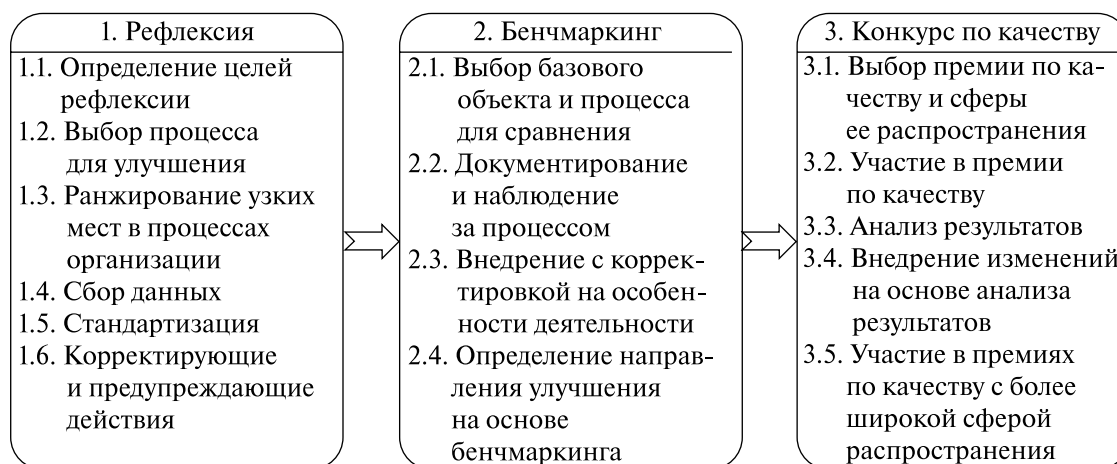 1. Рефлексия
1.1. Определение целей
рефлексии
1.2. Выбор процесса
для улучшения
1.3. Ранжирование узких
мест в процессах
организации
1.4. Сбор данных
1.5. Стандартизация
1.6. Корректирующие
и предупреждающие
действия
2. Бенчмаркинг
2.1. Выбор базового
объекта и процесса
для сравнения
2.2. Документирование
и наблюдение
за процессом
2.3. Внедрение с коррек-
тировкой на особен-
ности деятельности
2.4. Определение направ-
ления улучшения
на основе
бенчмаркинга
3. Конкурс по качеству
3.1. Выбор премии по ка-
честву и сферы
ее распространения
3.2. Участие в премии
по качеству
3.3. Анализ результатов
3.4. Внедрение изменений
на основе анализа
результатов
3.5. Участие в премиях
по качеству с более
широкой сферой
распространения